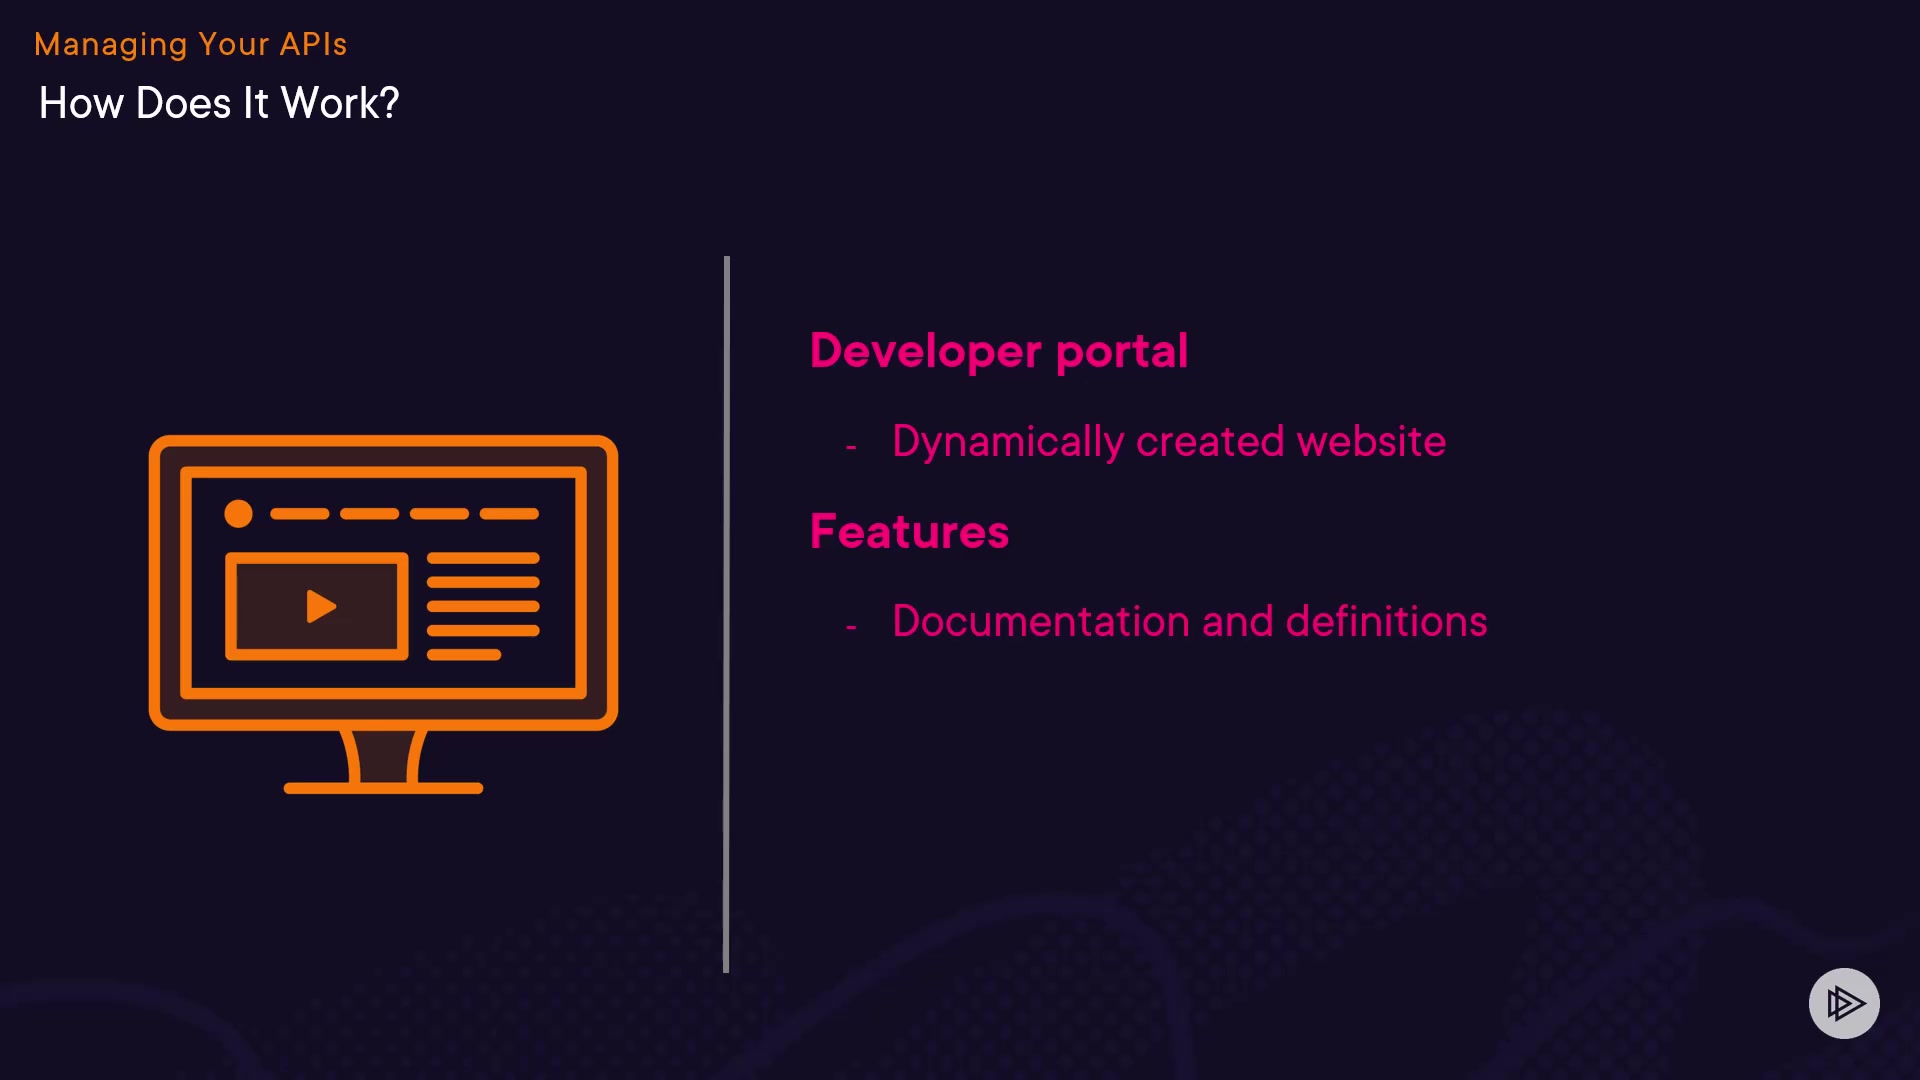 Managing Your APIs
How Does It Work?
Developer portal
- Dynamically created website
Features
- Documentation and definitions